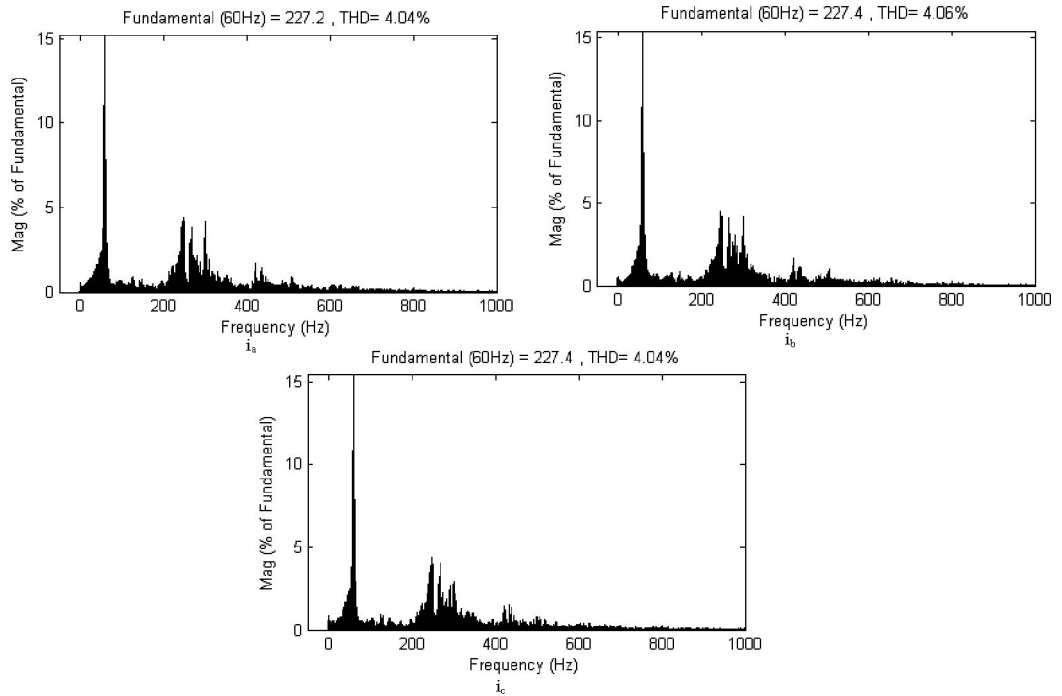 Fundamental (60Hz) = 227.2 , THD= 4.04%
Mag (% of Fundamental)
15
10
5
0
0 200 400 600 800 1000
Frequency (Hz)
ia
Fundamental (60Hz) = 227.4 , THD= 4.06%
Mag (% of Fundamental)
15
10
5
0
0 200 400 600 800 1000
Frequency (Hz)
ib
Fundamental (60Hz) = 227.4 , THD= 4.04%
Mag (% of Fundamental)
15
10
5
0
0 200 400 600 800 1000
Frequency (Hz)
ic